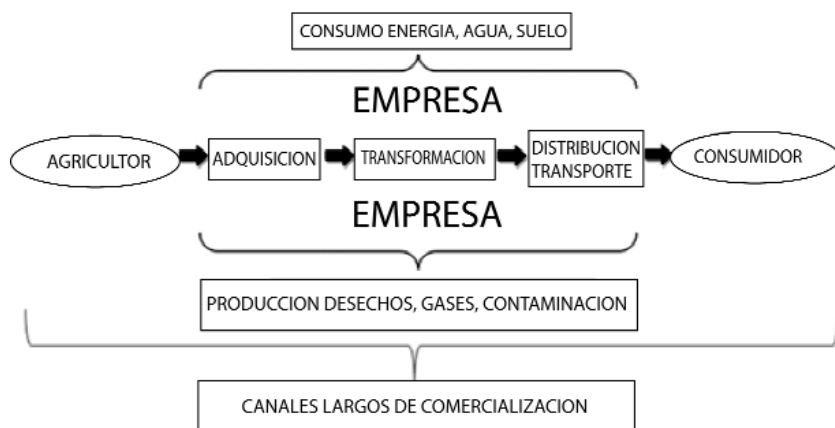 CONSUMO ENERGIA, AGUA, SUELO
EMPRESA
AGRICULTOR
ADQUISICION
TRANSFORMACION
DISTRIBUCION
TRANSPORTE
CONSUMIDOR
EMPRESA
PRODUCCION DESECHOS, GASES, CONTAMINACION
CANALES LARGOS DE COMERCIALIZACION